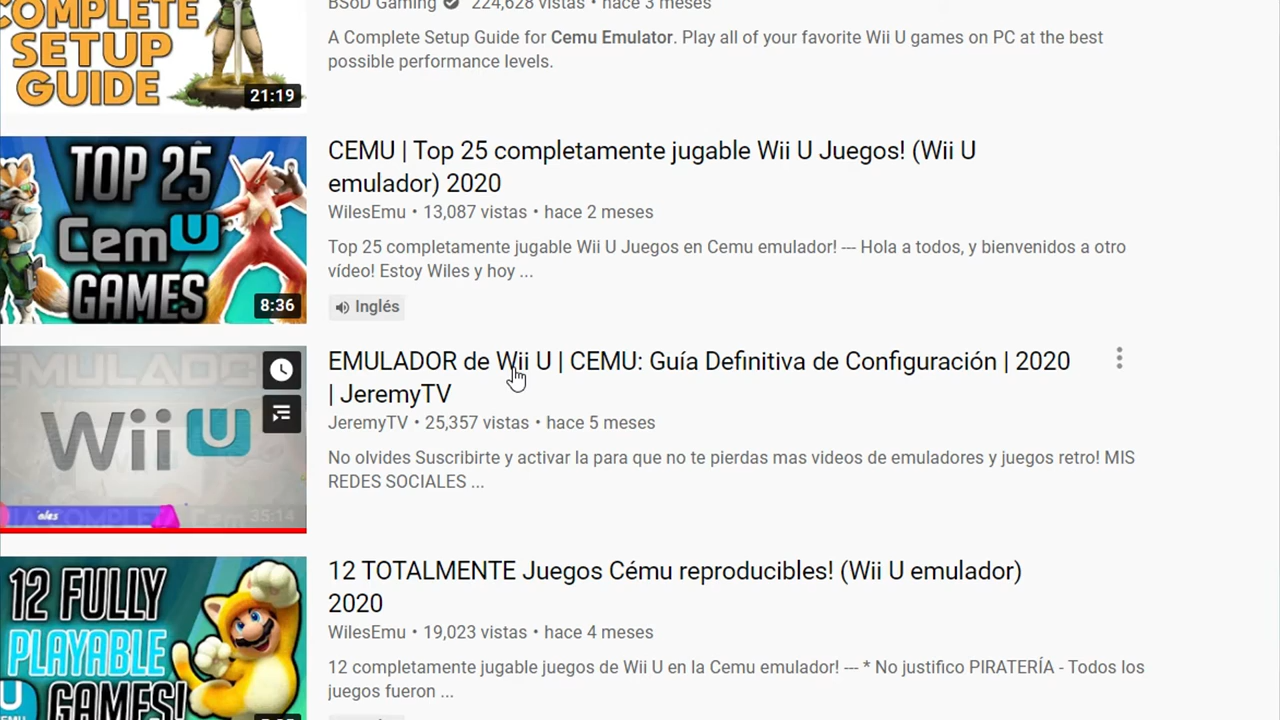 COMPLETE
SETUP
GUIDE
21:19
BSoD Gaming 224,628 vistas • hace 3 meses
A Complete Setup Guide for Cemu Emulator. Play all of your favorite Wii U games on PC at the best
possible performance levels.
TOP 25
Cemu
GAMES
8:36
CEMU | Top 25 completamente jugable Wii U Juegos! (Wii U
emulador) 2020
WilesEmu • 13,087 vistas • hace 2 meses
Top 25 completamente jugable Wii U Juegos en Cemu emulador! --- Hola a todos, y bienvenidos a otro
vídeo! Estoy Wiles y hoy ...
Inglés
EMULADOR
Wii U
35:14
EMULADOR de Wii U | CEMU: Guía Definitiva de Configuración | 2020
| JeremyTV
JeremyTV • 25,357 vistas • hace 5 meses
No olvides Suscribirte y activar la para que no te pierdas mas videos de emuladores y juegos retro! MIS
REDES SOCIALES ...
12 FULLY
PLAYABLE
GAMES!
U
12 TOTALMENTE Juegos Cému reproducibles! (Wii U emulador)
2020
WilesEmu • 19,023 vistas • hace 4 meses
12 completamente jugable juegos de Wii U en la Cemu emulador! --- * No justifico PIRATERÍA - Todos los
juegos fueron ...